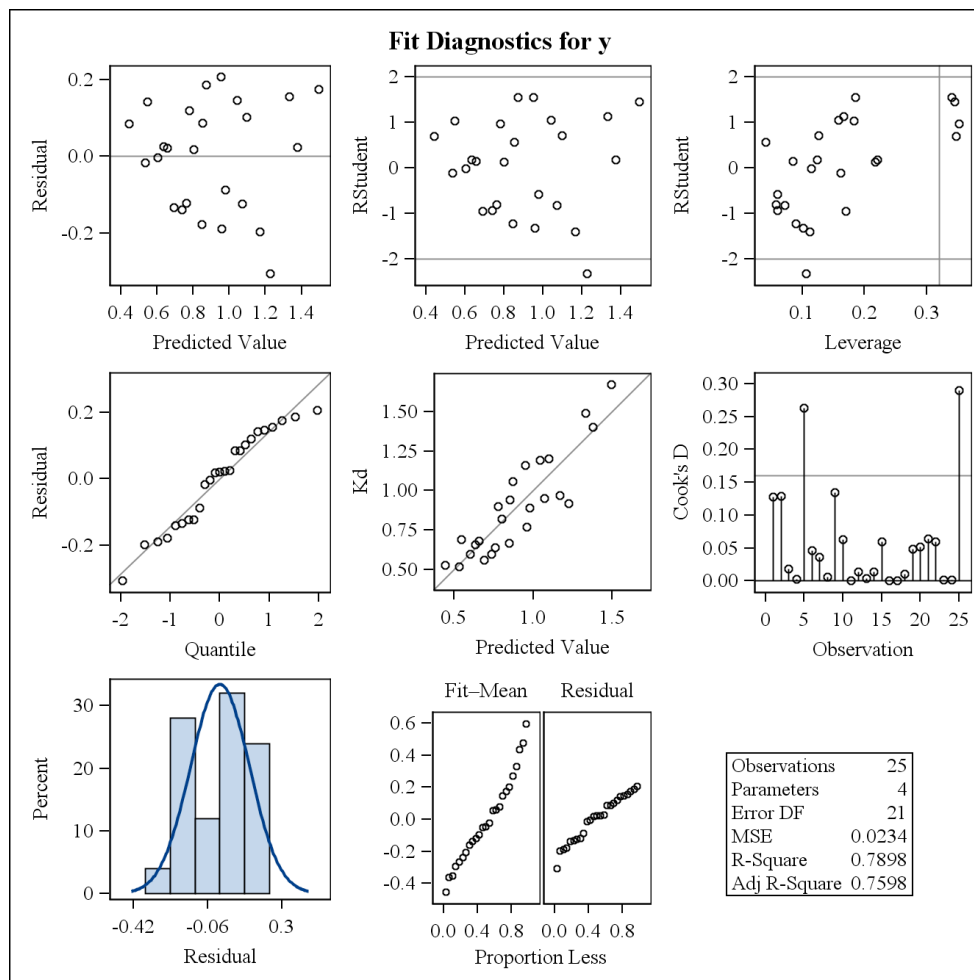 Fit Diagnostics for y
0.2
0.0
-0.2
Residual
0.4 0.6 0.8 1.0 1.2 1.4
Predicted Value
2
1
0
-1
-2
RStudent
0.4 0.6 0.8 1.0 1.2 1.4
Predicted Value
2
1
0
-1
-2
RStudent
0.1 0.3
Leverage
0.2
0.0
-0.2
Residual
-2 -1 0 1 2
Quantile
1.50
1.25
1.00
0.75
0.50
Kd
0.5 1.0 1.5
Predicted Value
0.30
0.25
0.20
0.15
0.10
0.05
0.00
Cook's D
0 5 10 15 20 25
Observation
30
20
10
0
Percent
-0.42 -0.06 0.3
Residual
Fit–Mean Residual
0.6
0.4
0.2
0.0
-0.2
-0.4
0.0 0.4 0.8 0.0 0.4 0.8
Proportion Less
Observations 25
Parameters 4
Error DF 21
MSE 0.0234
R-Square 0.7898
Adj R-Square 0.7598